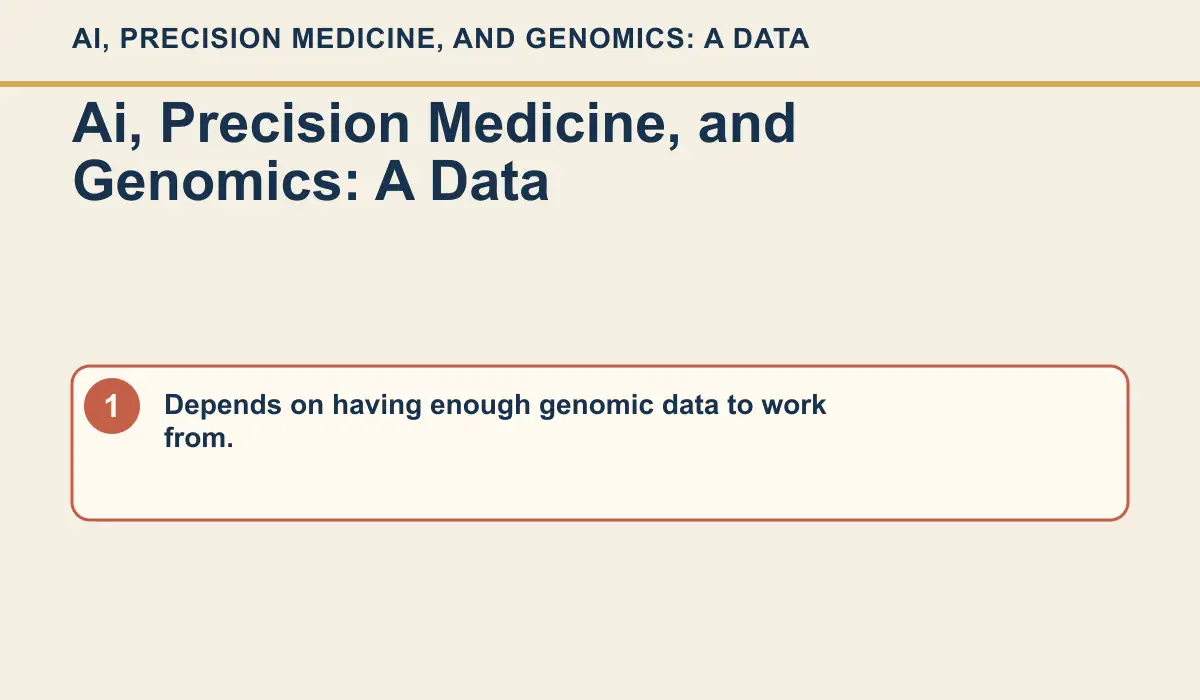 AI, PRECISION MEDICINE, AND GENOMICS: A DATA
Ai, Precision Medicine, and
Genomics: A Data
1
Depends on having enough genomic data to work
from.